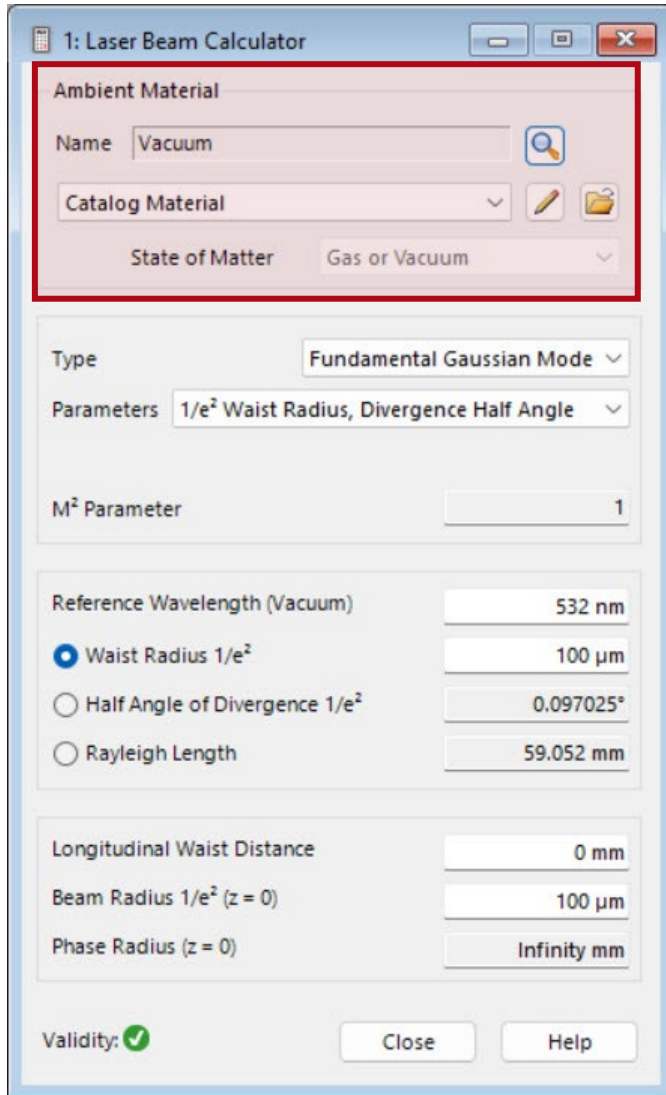 1: Laser Beam Calculator
Ambient Material
Name Vacuum
Catalog Material
State of Matter Gas or Vacuum
Type Fundamental Gaussian Mode
Parameters 1/e² Waist Radius, Divergence Half Angle
M² Parameter 1
Reference Wavelength (Vacuum) 532 nm
Waist Radius 1/e² 100 µm
Half Angle of Divergence 1/e² 0.097025°
Rayleigh Length 59.052 mm
Longitudinal Waist Distance 0 mm
Beam Radius 1/e² (z = 0) 100 µm
Phase Radius (z = 0) Infinity mm
Validity: Close Help